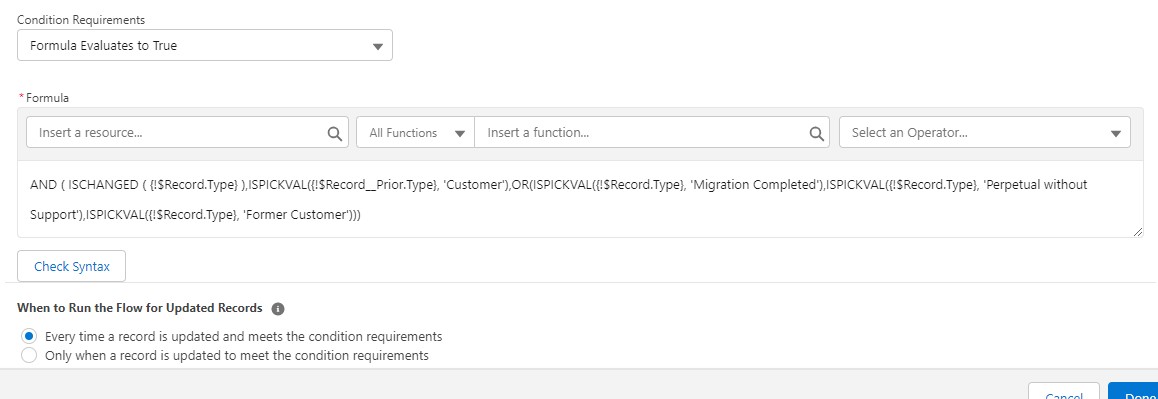 Condition Requirements
Formula Evaluates to True
* Formula
Insert a resource... All Functions Insert a function... Select an Operator...
AND ( ISCHANGED ( {!$Record.Type} ),ISPICKVAL({!$Record__Prior.Type}, 'Customer'),OR(ISPICKVAL({!$Record.Type}, 'Migration Completed'),ISPICKVAL({!$Record.Type}, 'Perpetual without
Support'),ISPICKVAL({!$Record.Type}, 'Former Customer')))
Check Syntax
When to Run the Flow for Updated Records
Every time a record is updated and meets the condition requirements
Only when a record is updated to meet the condition requirements
Cancel Done